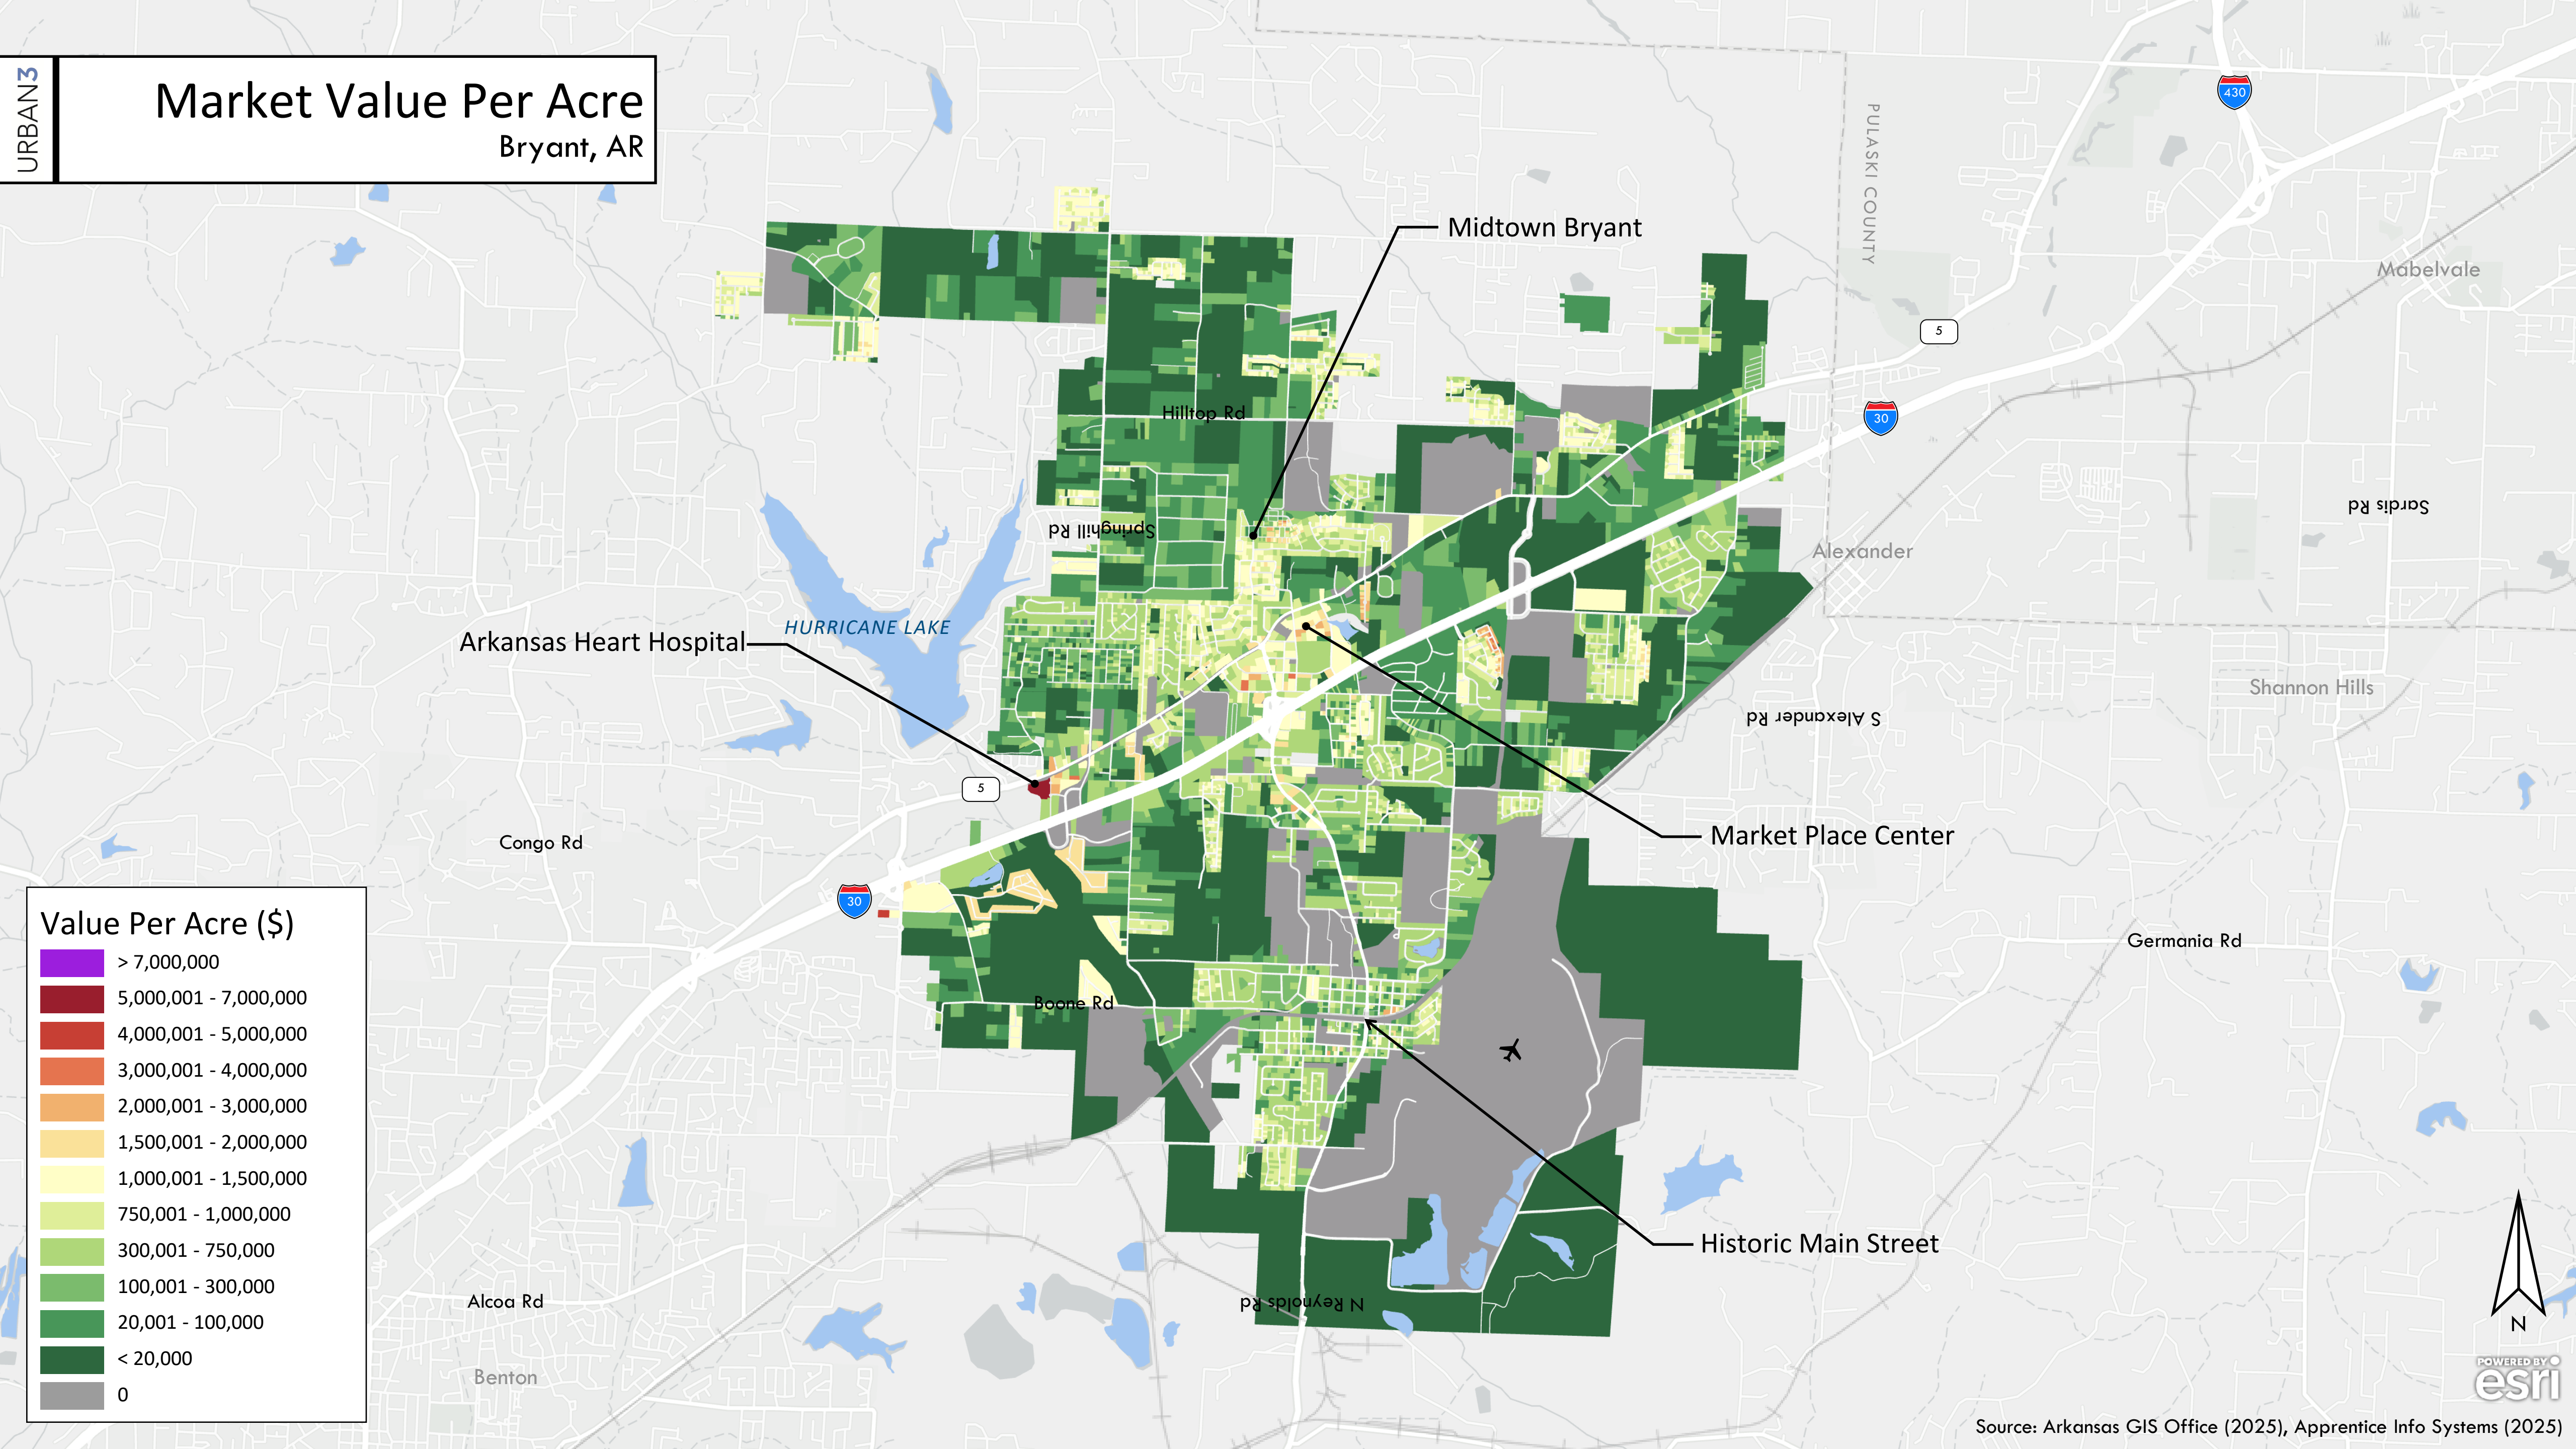 URBAN3
Market Value Per Acre
Bryant, AR
430
PULASKI COUNTY
Mabelvale
Midtown Bryant
5
30
Hilltop Rd
Springhill Rd
Sardis Rd
Alexander
HURRICANE LAKE
Arkansas Heart Hospital
Shannon Hills
S Alexander Rd
5
Market Place Center
Congo Rd
30
Germania Rd
Boone Rd
Historic Main Street
N Reynolds Rd
Alcoa Rd
Benton
Value Per Acre ($)
> 7,000,000
5,000,001 - 7,000,000
4,000,001 - 5,000,000
3,000,001 - 4,000,000
2,000,001 - 3,000,000
1,500,001 - 2,000,000
1,000,001 - 1,500,000
750,001 - 1,000,000
300,001 - 750,000
100,001 - 300,000
20,001 - 100,000
< 20,000
0
N
POWERED BY
esri
Source: Arkansas GIS Office (2025), Apprentice Info Systems (2025)